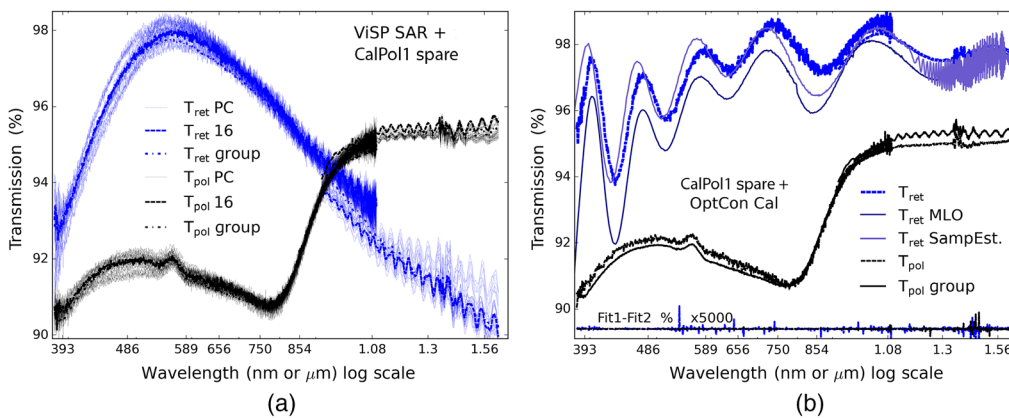 a)
b)
98
96
94
92
90
Transmission (%)
ViSP SAR +
CalPol1 spare
T_ret PC
T_ret 16
T_ret group
T_pol PC
T_pol 16
T_pol group
393 486 589 656 750 854 1.08 1.3 1.56
Wavelength (nm or μm) log scale
(a)
98
96
94
92
90
Transmission (%)
CalPol1 spare +
OptCon Cal
T_ret
T_ret MLO
T_ret SampEst.
T_pol
T_pol group
Fit1-Fit2 % x5000
393 486 589 656 750 854 1.08 1.3 1.56
Wavelength (nm or μm) log scale
(b)